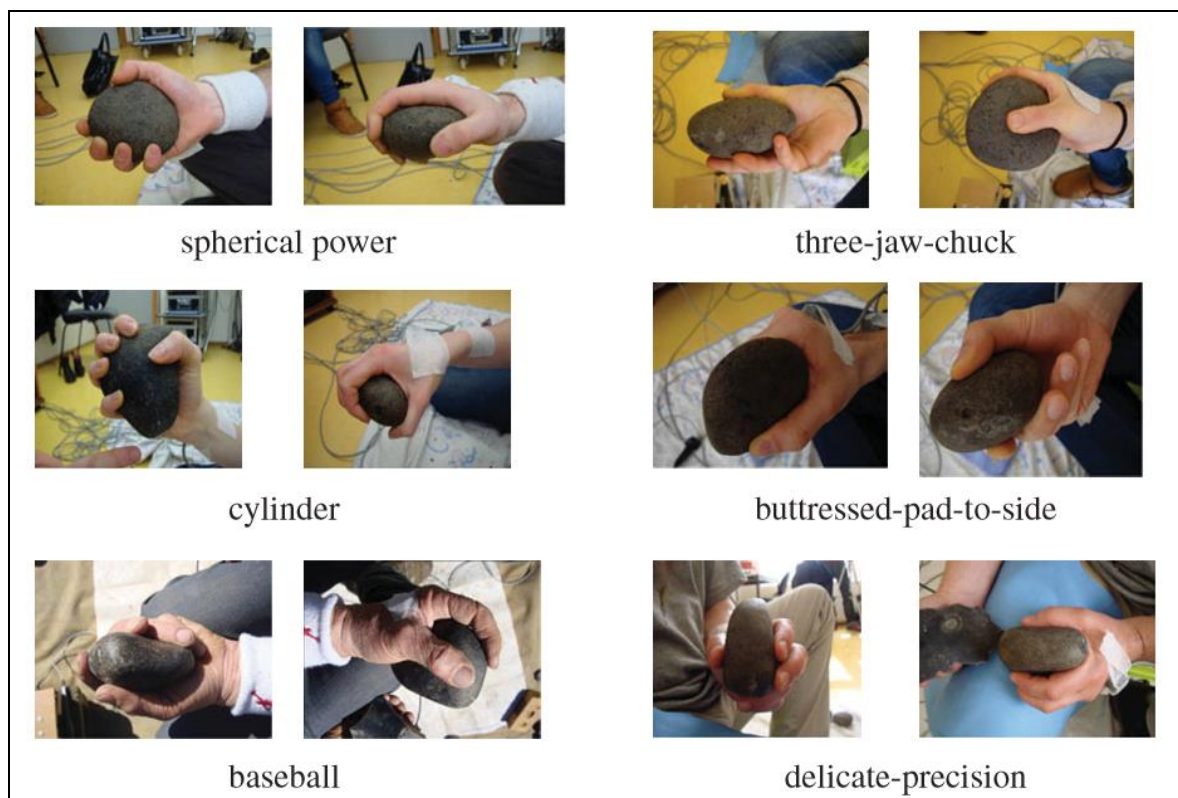 spherical power
three-jaw-chuck
cylinder
buttressed-pad-to-side
baseball
delicate-precision